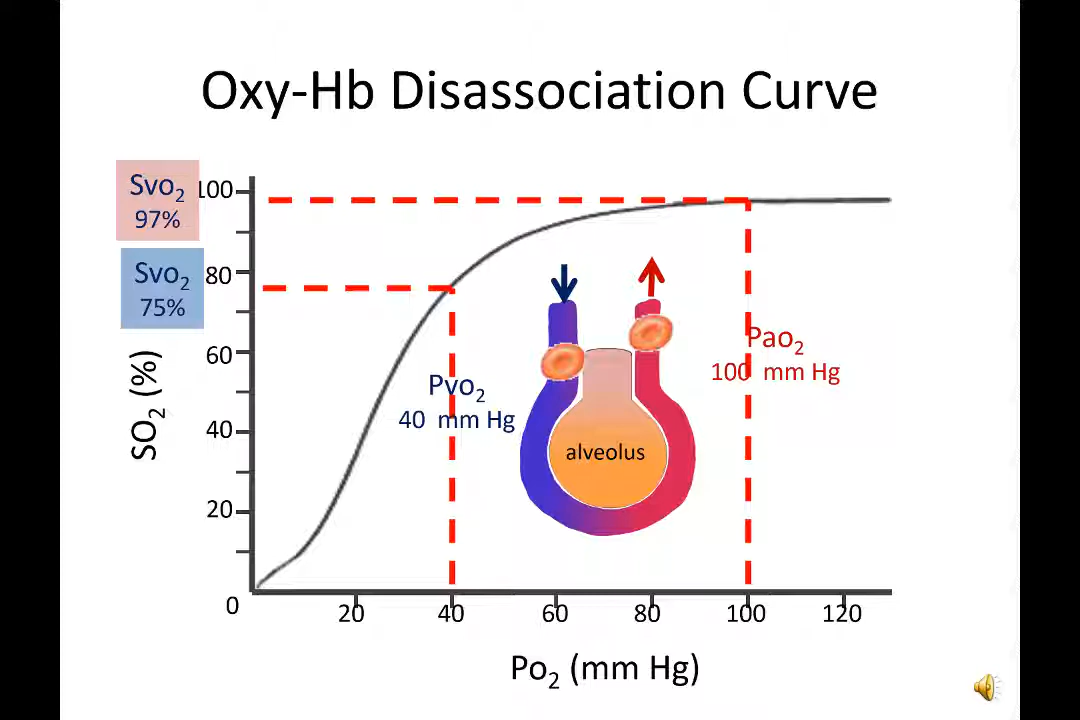 Oxy-Hb Disassociation Curve
Svo₂
97%
Svo₂
75%
100
80
60
40
20
0
SO₂ (%)
Pvo₂
40 mm Hg
alveolus
Pao₂
100 mm Hg
20 40 60 80 100 120
Po₂ (mm Hg)